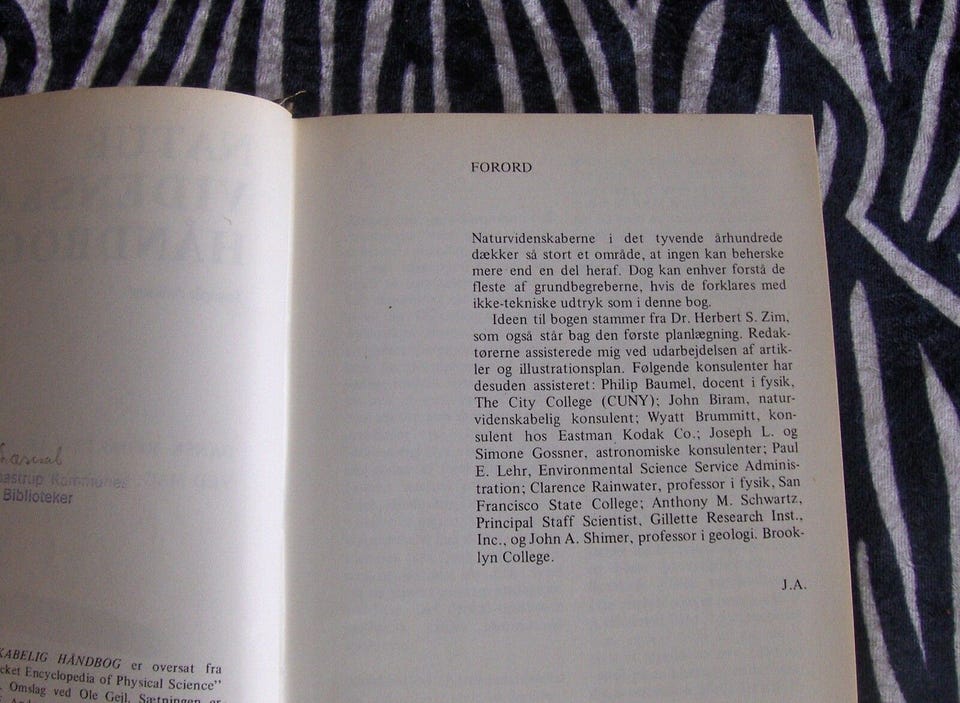 NATUR
VIDENSKA
HÅNDBOG
Kommunes
Biblioteker
KABELIG HÅNDBOG er oversat fra
cket Encyclopedia of Physical Science"
Omslag ved Ole Geil. Sætningen er
FORORD
Naturvidenskaberne i det tyvende århundrede
dækker så stort et område, at ingen kan beherske
mere end en del heraf. Dog kan enhver forstå de
fleste af grundbegreberne, hvis de forklares med
ikke-tekniske udtryk som i denne bog.
Ideen til bogen stammer fra Dr. Herbert S. Zim,
som også står bag den første planlægning. Redak-
tørerne assisterede mig ved udarbejdelsen af artik-
ler og illustrationsplan. Følgende konsulenter har
desuden assisteret: Philip Baumel, docent i fysik,
The City College (CUNY); John Biram, natur-
videnskabelig konsulent; Wyatt Brummitt, kon-
sulent hos Eastman Kodak Co.; Joseph L. og
Simone Gossner, astronomiske konsulenter; Paul
E. Lehr, Environmental Science Service Adminis-
tration; Clarence Rainwater, professor i fysik, San
Francisco State College; Anthony M. Schwartz,
Principal Staff Scientist, Gillette Research Inst.,
Inc., og John A. Shimer, professor i geologi. Brook-
lyn College.
J.A.